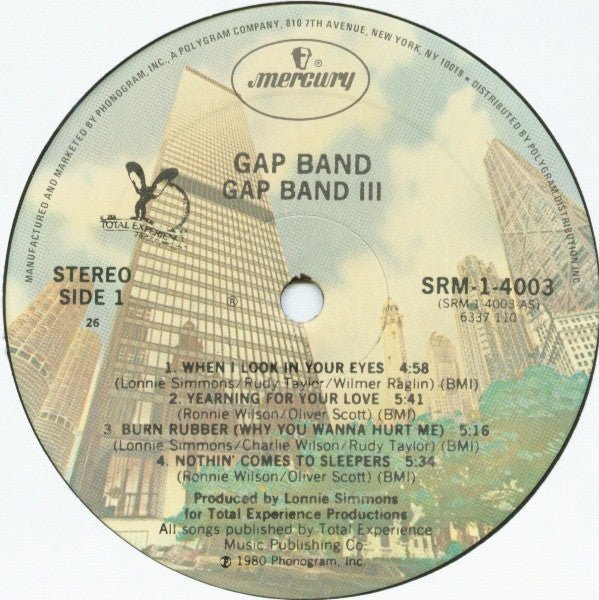 MANUFACTURED AND MARKETED BY PHONOGRAM, INC., A POLYGRAM COMPANY, 810 7TH AVENUE, NEW YORK, NY 10019 • DISTRIBUTED BY POLYGRAM DISTRIBUTION, INC.
mercury
GAP BAND
GAP BAND III
TOTAL EXPERIENCE
STEREO
SIDE 1
26
Ⓑ
SRM-1-4003
(SRM-1-4003 AS)
6337 110
1. WHEN I LOOK IN YOUR EYES 4:58
(Lonnie Simmons/Rudy Taylor/Wilmer Raglin) (BMI)
2. YEARNING FOR YOUR LOVE 5:41
(Ronnie Wilson/Oliver Scott) (BMI)
3. BURN RUBBER (WHY YOU WANNA HURT ME) 5:16
(Lonnie Simmons/Charlie Wilson/Rudy Taylor) (BMI)
4. NOTHIN' COMES TO SLEEPERS 5:34
(Ronnie Wilson/Oliver Scott) (BMI)
Produced by Lonnie Simmons
for Total Experience Productions
All songs published by Total Experience
Music Publishing Co.
℗ 1980 Phonogram, Inc.